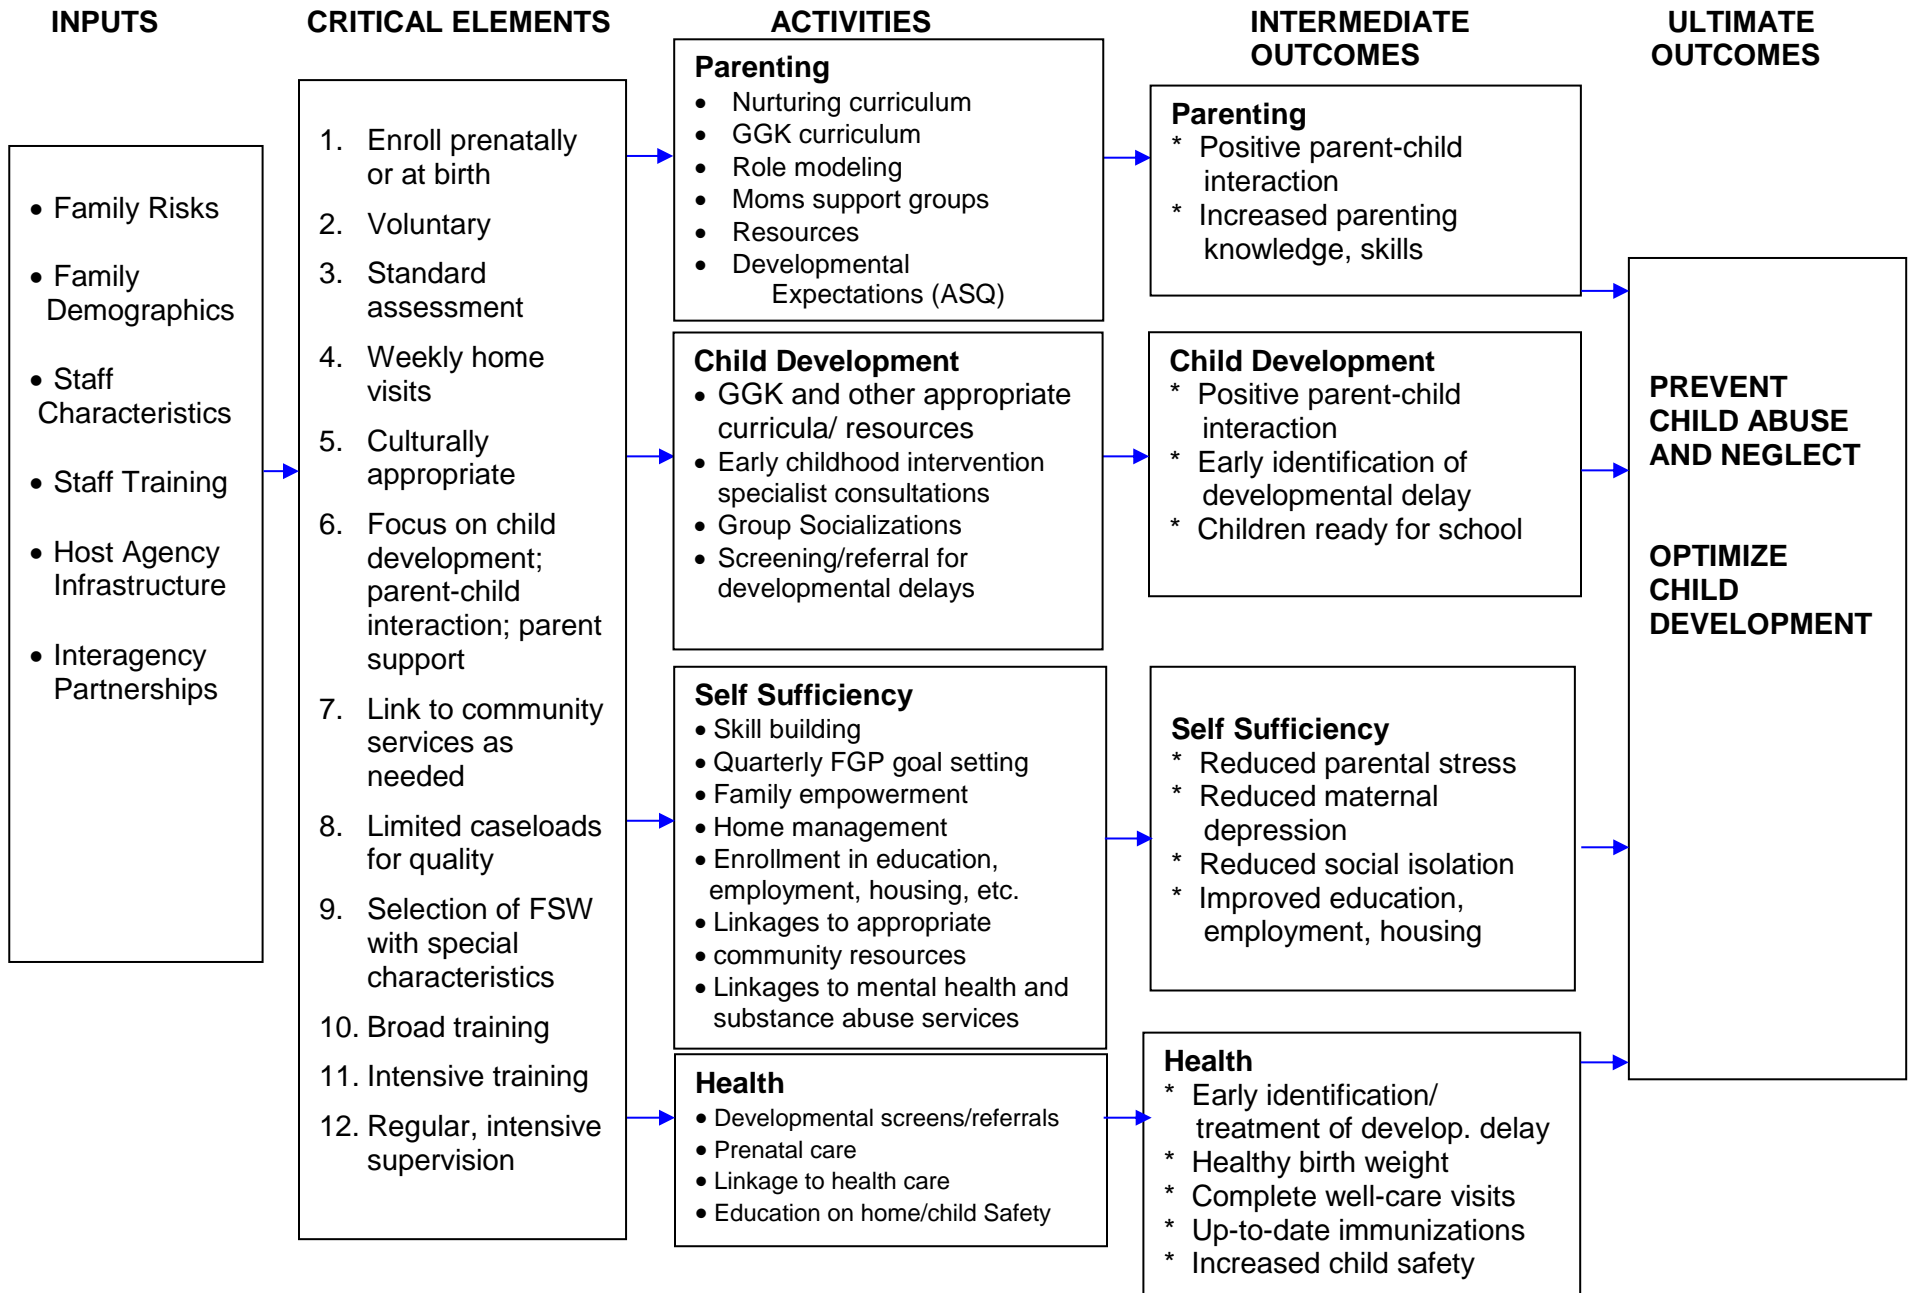 INPUTS
CRITICAL ELEMENTS
ACTIVITIES
INTERMEDIATE
OUTCOMES
ULTIMATE
OUTCOMES
• Family Risks
• Family
Demographics
• Staff
Characteristics
• Staff Training
• Host Agency
Infrastructure
• Interagency
Partnerships
1. Enroll prenatally
or at birth
2. Voluntary
3. Standard
assessment
4. Weekly home
visits
5. Culturally
appropriate
6. Focus on child
development;
parent-child
interaction; parent
support
7. Link to community
services as
needed
8. Limited caseloads
for quality
9. Selection of FSW
with special
characteristics
10. Broad training
11. Intensive training
12. Regular, intensive
supervision
Parenting
• Nurturing curriculum
• GGK curriculum
• Role modeling
• Moms support groups
• Resources
• Developmental
Expectations (ASQ)
Child Development
• GGK and other appropriate
curricula/ resources
• Early childhood intervention
specialist consultations
• Group Socializations
• Screening/referral for
developmental delays
Self Sufficiency
• Skill building
• Quarterly FGP goal setting
• Family empowerment
• Home management
• Enrollment in education,
employment, housing, etc.
• Linkages to appropriate
• community resources
• Linkages to mental health and
substance abuse services
Health
• Developmental screens/referrals
• Prenatal care
• Linkage to health care
• Education on home/child Safety
Parenting
* Positive parent-child
interaction
* Increased parenting
knowledge, skills
Child Development
* Positive parent-child
interaction
* Early identification of
developmental delay
* Children ready for school
Self Sufficiency
* Reduced parental stress
* Reduced maternal
depression
* Reduced social isolation
* Improved education,
employment, housing
Health
* Early identification/
treatment of develop. delay
* Healthy birth weight
* Complete well-care visits
* Up-to-date immunizations
* Increased child safety
PREVENT
CHILD ABUSE
AND NEGLECT
OPTIMIZE
CHILD
DEVELOPMENT